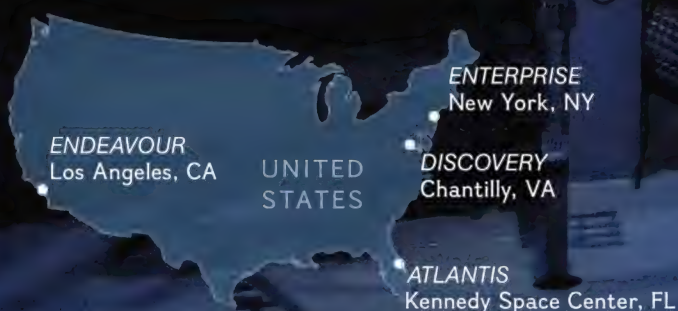 ENTERPRISE
New York, NY
ENDEAVOUR
Los Angeles, CA
UNITED
STATES
DISCOVERY
Chantilly, VA
ATLANTIS
Kennedy Space Center, FL